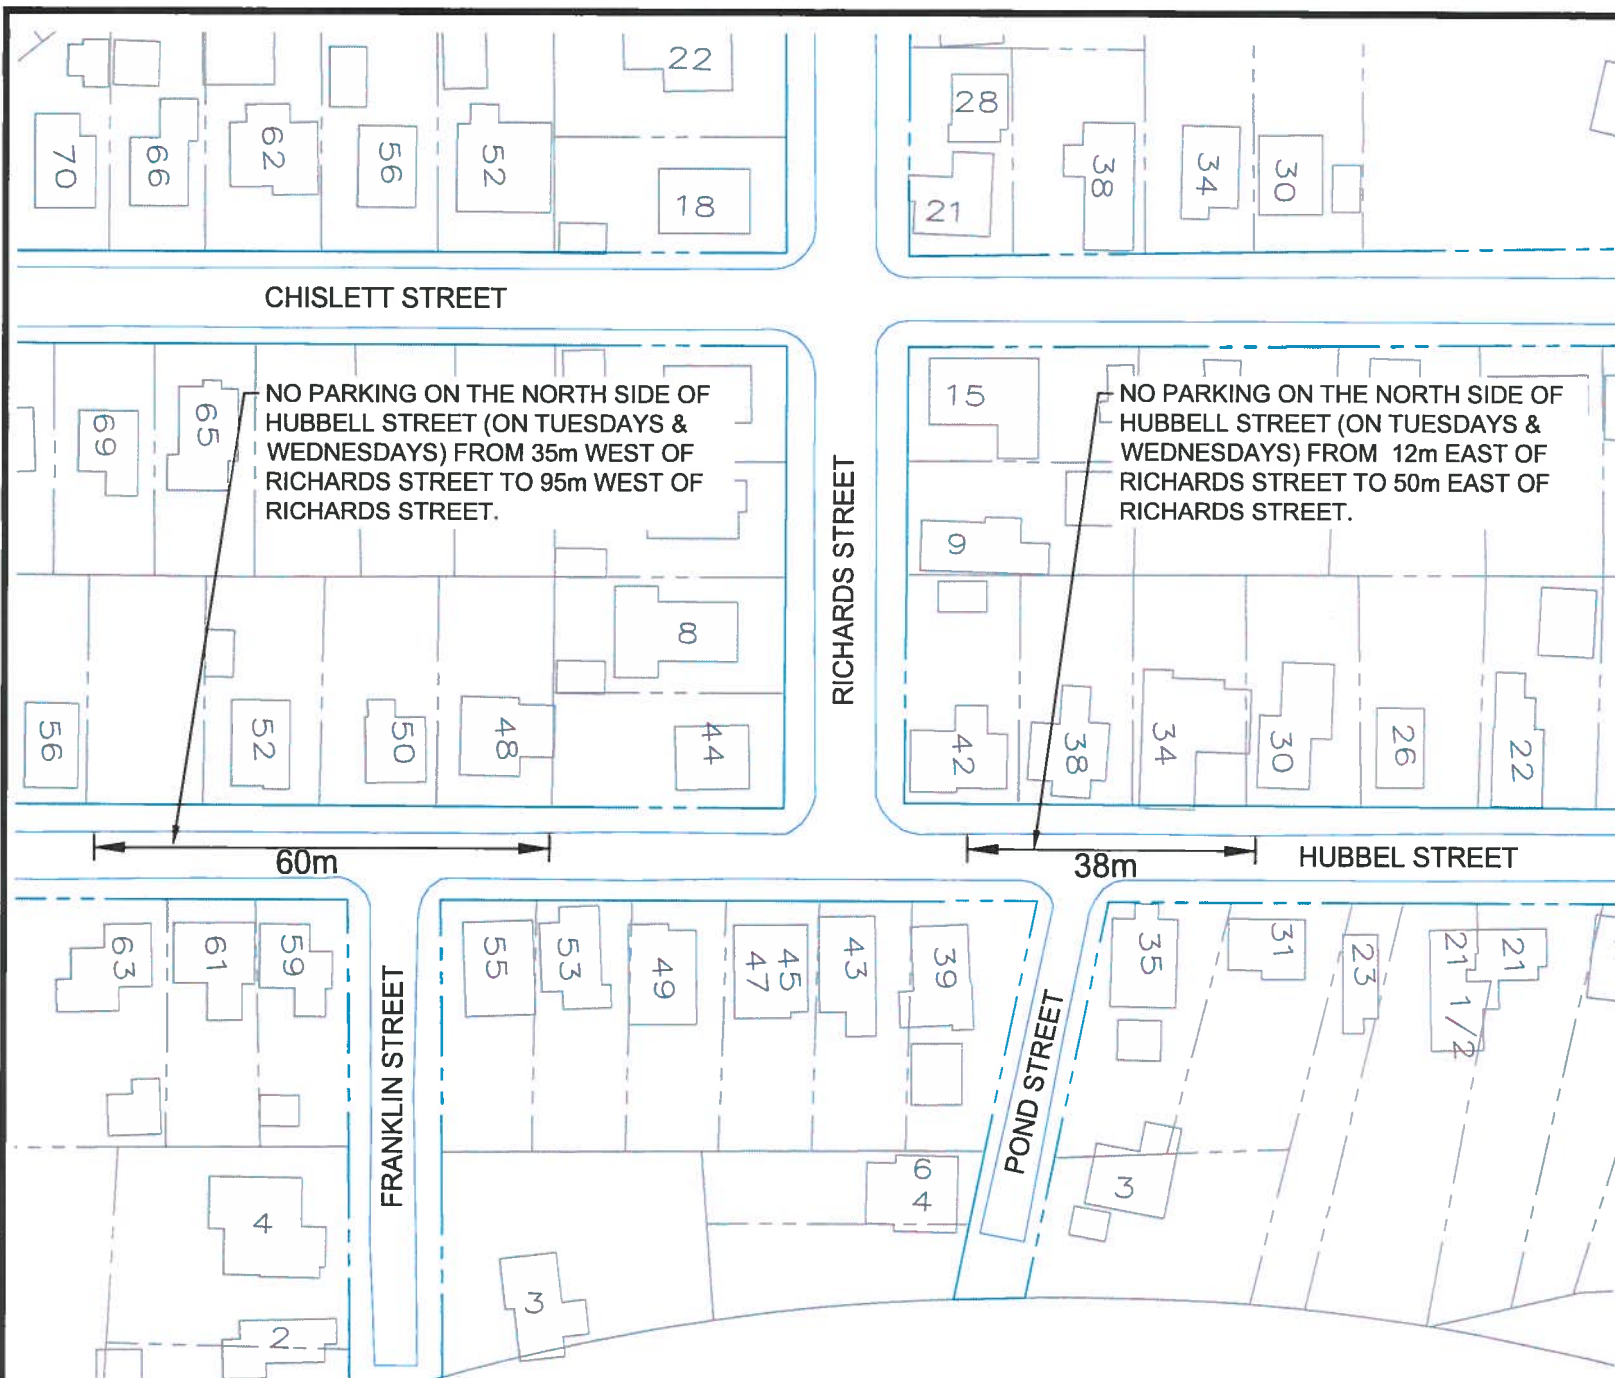 22
28
70
66
62
56
52
18
21
38
34
30
CHISLETT STREET
69
65
NO PARKING ON THE NORTH SIDE OF
HUBBELL STREET (ON TUESDAYS &
WEDNESDAYS) FROM 35m WEST OF
RICHARDS STREET TO 95m WEST OF
RICHARDS STREET.
RICHARDS STREET
15
NO PARKING ON THE NORTH SIDE OF
HUBBELL STREET (ON TUESDAYS &
WEDNESDAYS) FROM 12m EAST OF
RICHARDS STREET TO 50m EAST OF
RICHARDS STREET.
9
8
56
52
50
48
44
42
38
34
30
26
22
60m
38m
HUBBEL STREET
63
61
59
FRANKLIN STREET
55
53
49
45
47
43
39
POND STREET
35
31
23
21 1/2
21
4
2
3
6
4
3